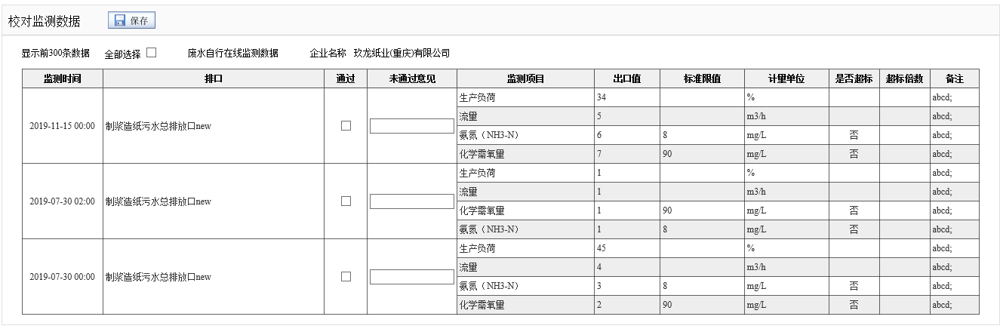 校对监测数据 保存
显示前300条数据 全部选择 废水自行在线监测数据 企业名称 玖龙纸业(重庆)有限公司
监测时间 排口 通过 未通过意见 监测项目 出口值 标准限值 计量单位 是否超标 超标倍数 备注
2019-11-15 00:00 制浆造纸污水总排放口new
生产负荷 34 % abcd;
流量 5 m3/h abcd;
氨氮（NH3-N） 6 8 mg/L 否 abcd;
化学需氧量 7 90 mg/L 否 abcd;
2019-07-30 02:00 制浆造纸污水总排放口new
生产负荷 1 % abcd;
流量 1 m3/h abcd;
化学需氧量 1 90 mg/L 否 abcd;
氨氮（NH3-N） 1 8 mg/L 否 abcd;
2019-07-30 00:00 制浆造纸污水总排放口new
生产负荷 45 % abcd;
流量 4 m3/h abcd;
氨氮（NH3-N） 3 8 mg/L 否 abcd;
化学需氧量 2 90 mg/L 否 abcd;